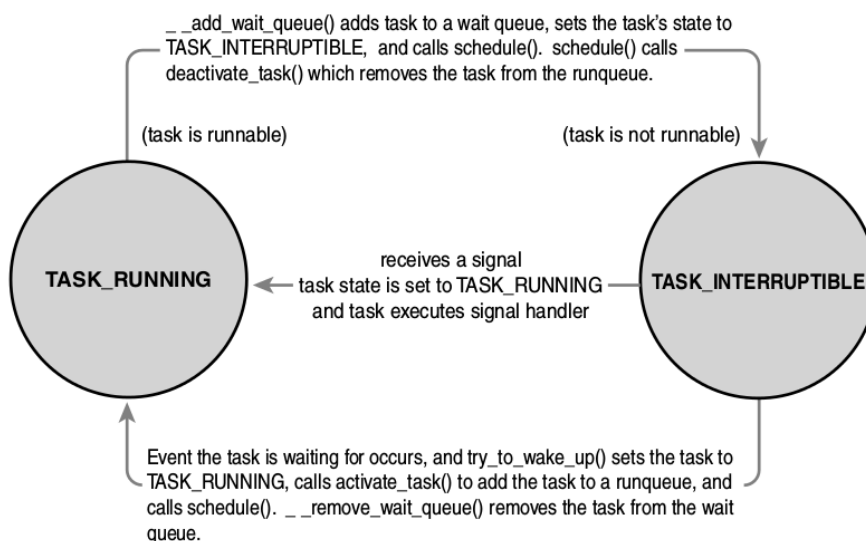 _ _add_wait_queue() adds task to a wait queue, sets the task’s state to
TASK_INTERRUPTIBLE, and calls schedule(). schedule() calls
deactivate_task() which removes the task from the runqueue.
(task is runnable)
(task is not runnable)
TASK_RUNNING
receives a signal
task state is set to TASK_RUNNING
and task executes signal handler
TASK_INTERRUPTIBLE
Event the task is waiting for occurs, and try_to_wake_up() sets the task to
TASK_RUNNING, calls activate_task() to add the task to a runqueue, and
calls schedule(). _ _remove_wait_queue() removes the task from the wait
queue.